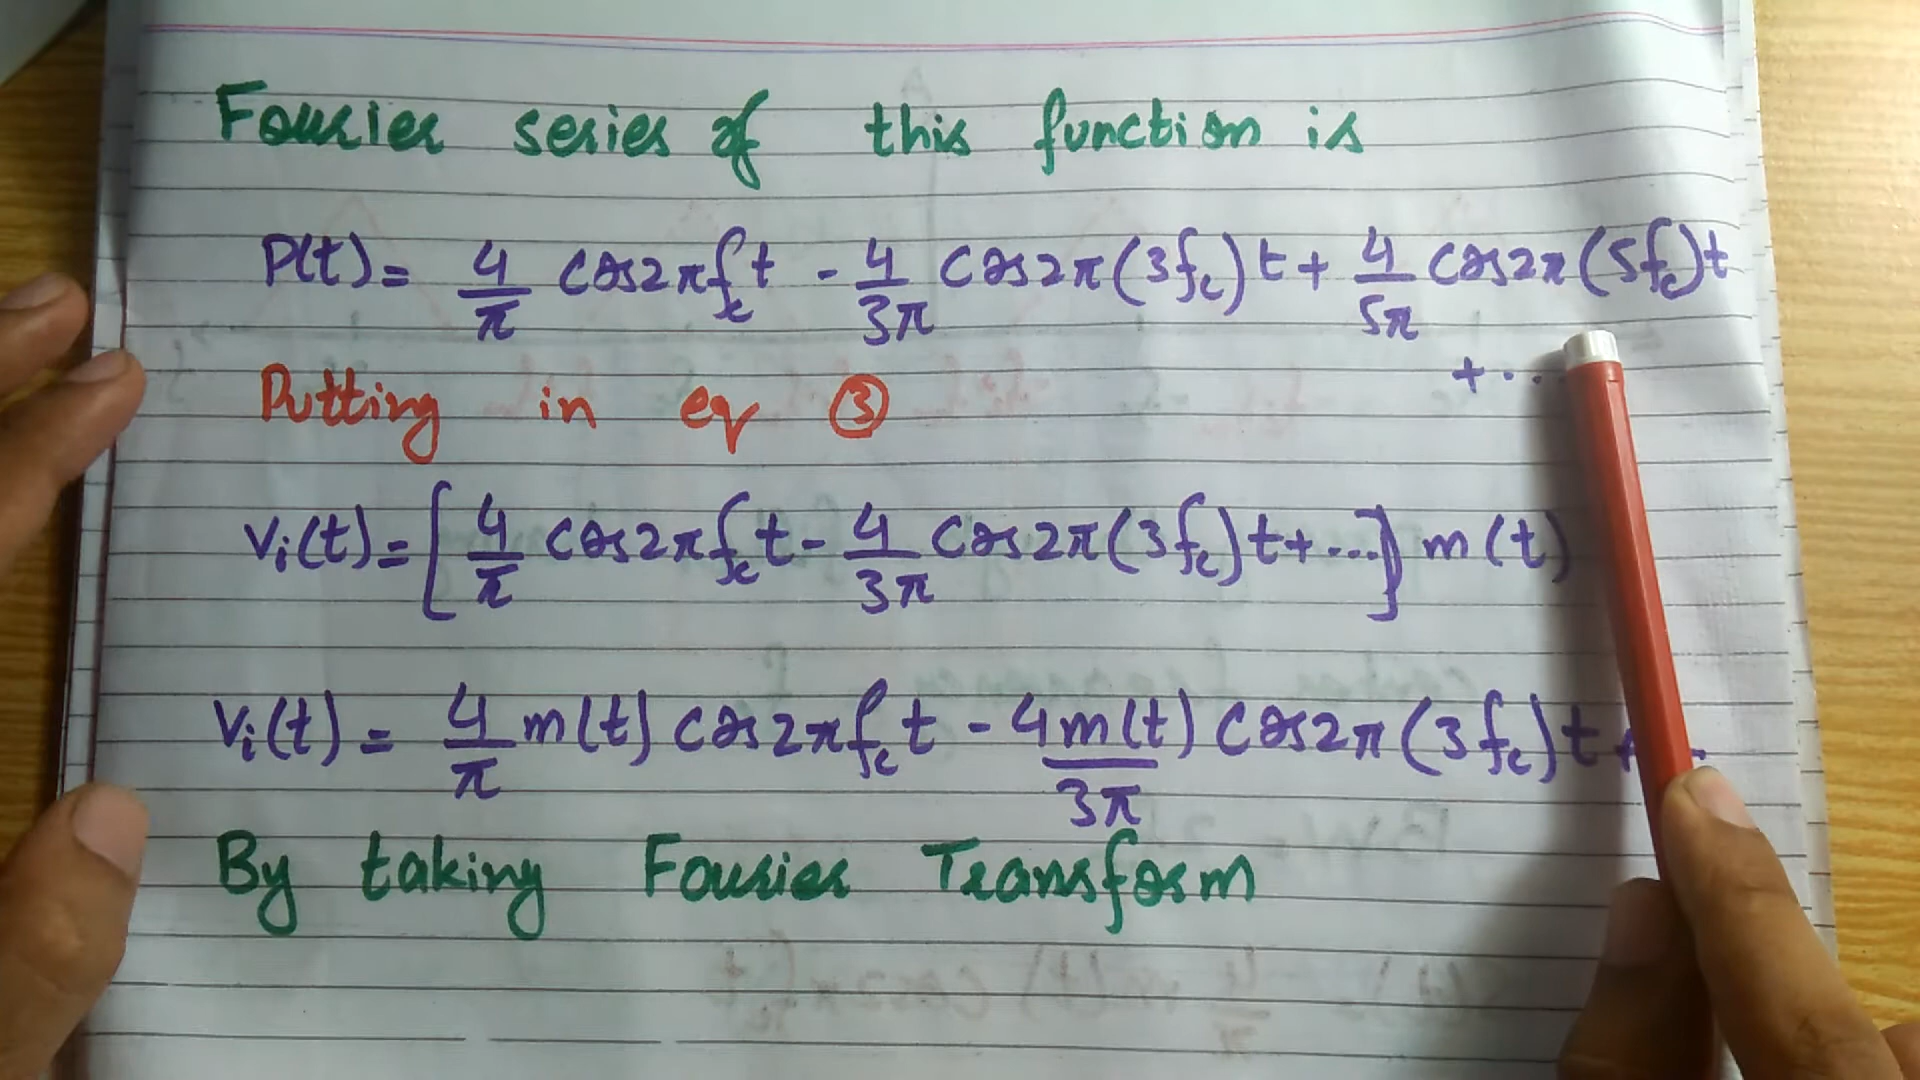 Fourier series of this function is
P(t) = 4/π cos2πf_c t - 4/3π cos2π(3f_c)t + 4/5π cos2π(5f_c)t
+ ...
Putting in eq ③
V_i(t) = [4/π cos2πf_c t - 4/3π cos2π(3f_c)t + ...] m(t)
V_i(t) = 4/π m(t) cos2πf_c t - 4m(t)/3π cos2π(3f_c)t + ..
By taking Fourier Transform